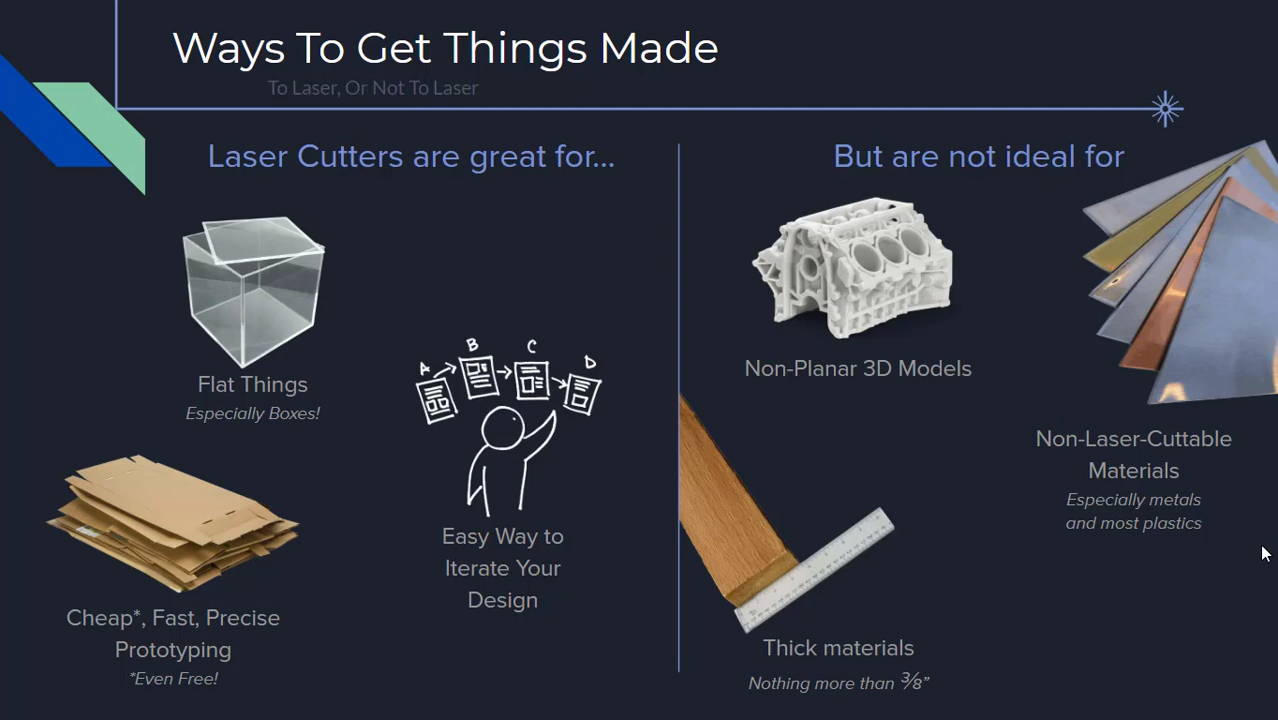 Ways To Get Things Made
To Laser, Or Not To Laser
Laser Cutters are great for...
Flat Things
Especially Boxes!
A B C D
Easy Way to
Iterate Your
Design
Cheap*, Fast, Precise
Prototyping
*Even Free!
But are not ideal for
Non-Planar 3D Models
Non-Laser-Cuttable
Materials
Especially metals
and most plastics
Thick materials
Nothing more than ⅜”